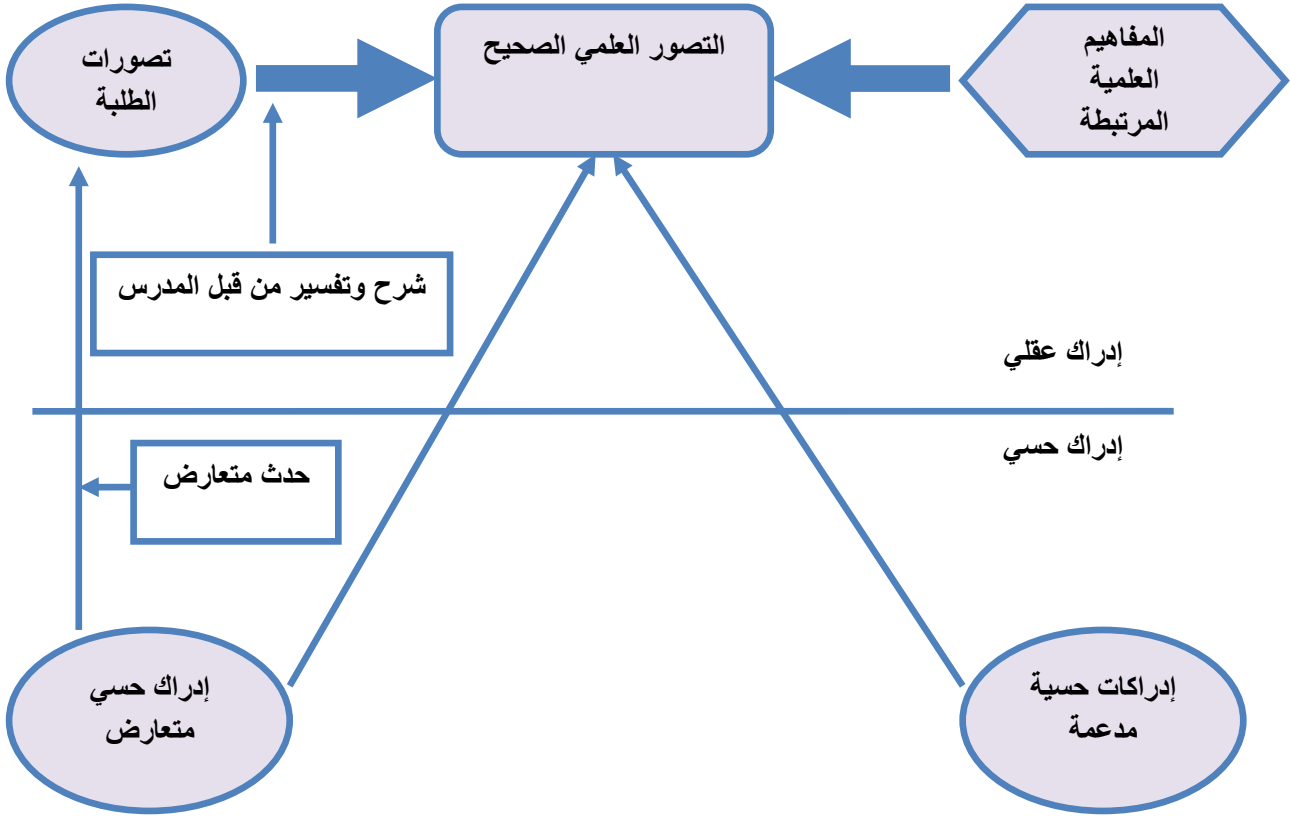 المفاهيم
العلمية
المرتبطة
التصور العلمي الصحيح
تصورات
الطلبة
شرح وتفسير من قبل المدرس
إدراك عقلي
إدراك حسي
حدث متعارض
إدراكات حسية
مدعمة
إدراك حسي
متعارض